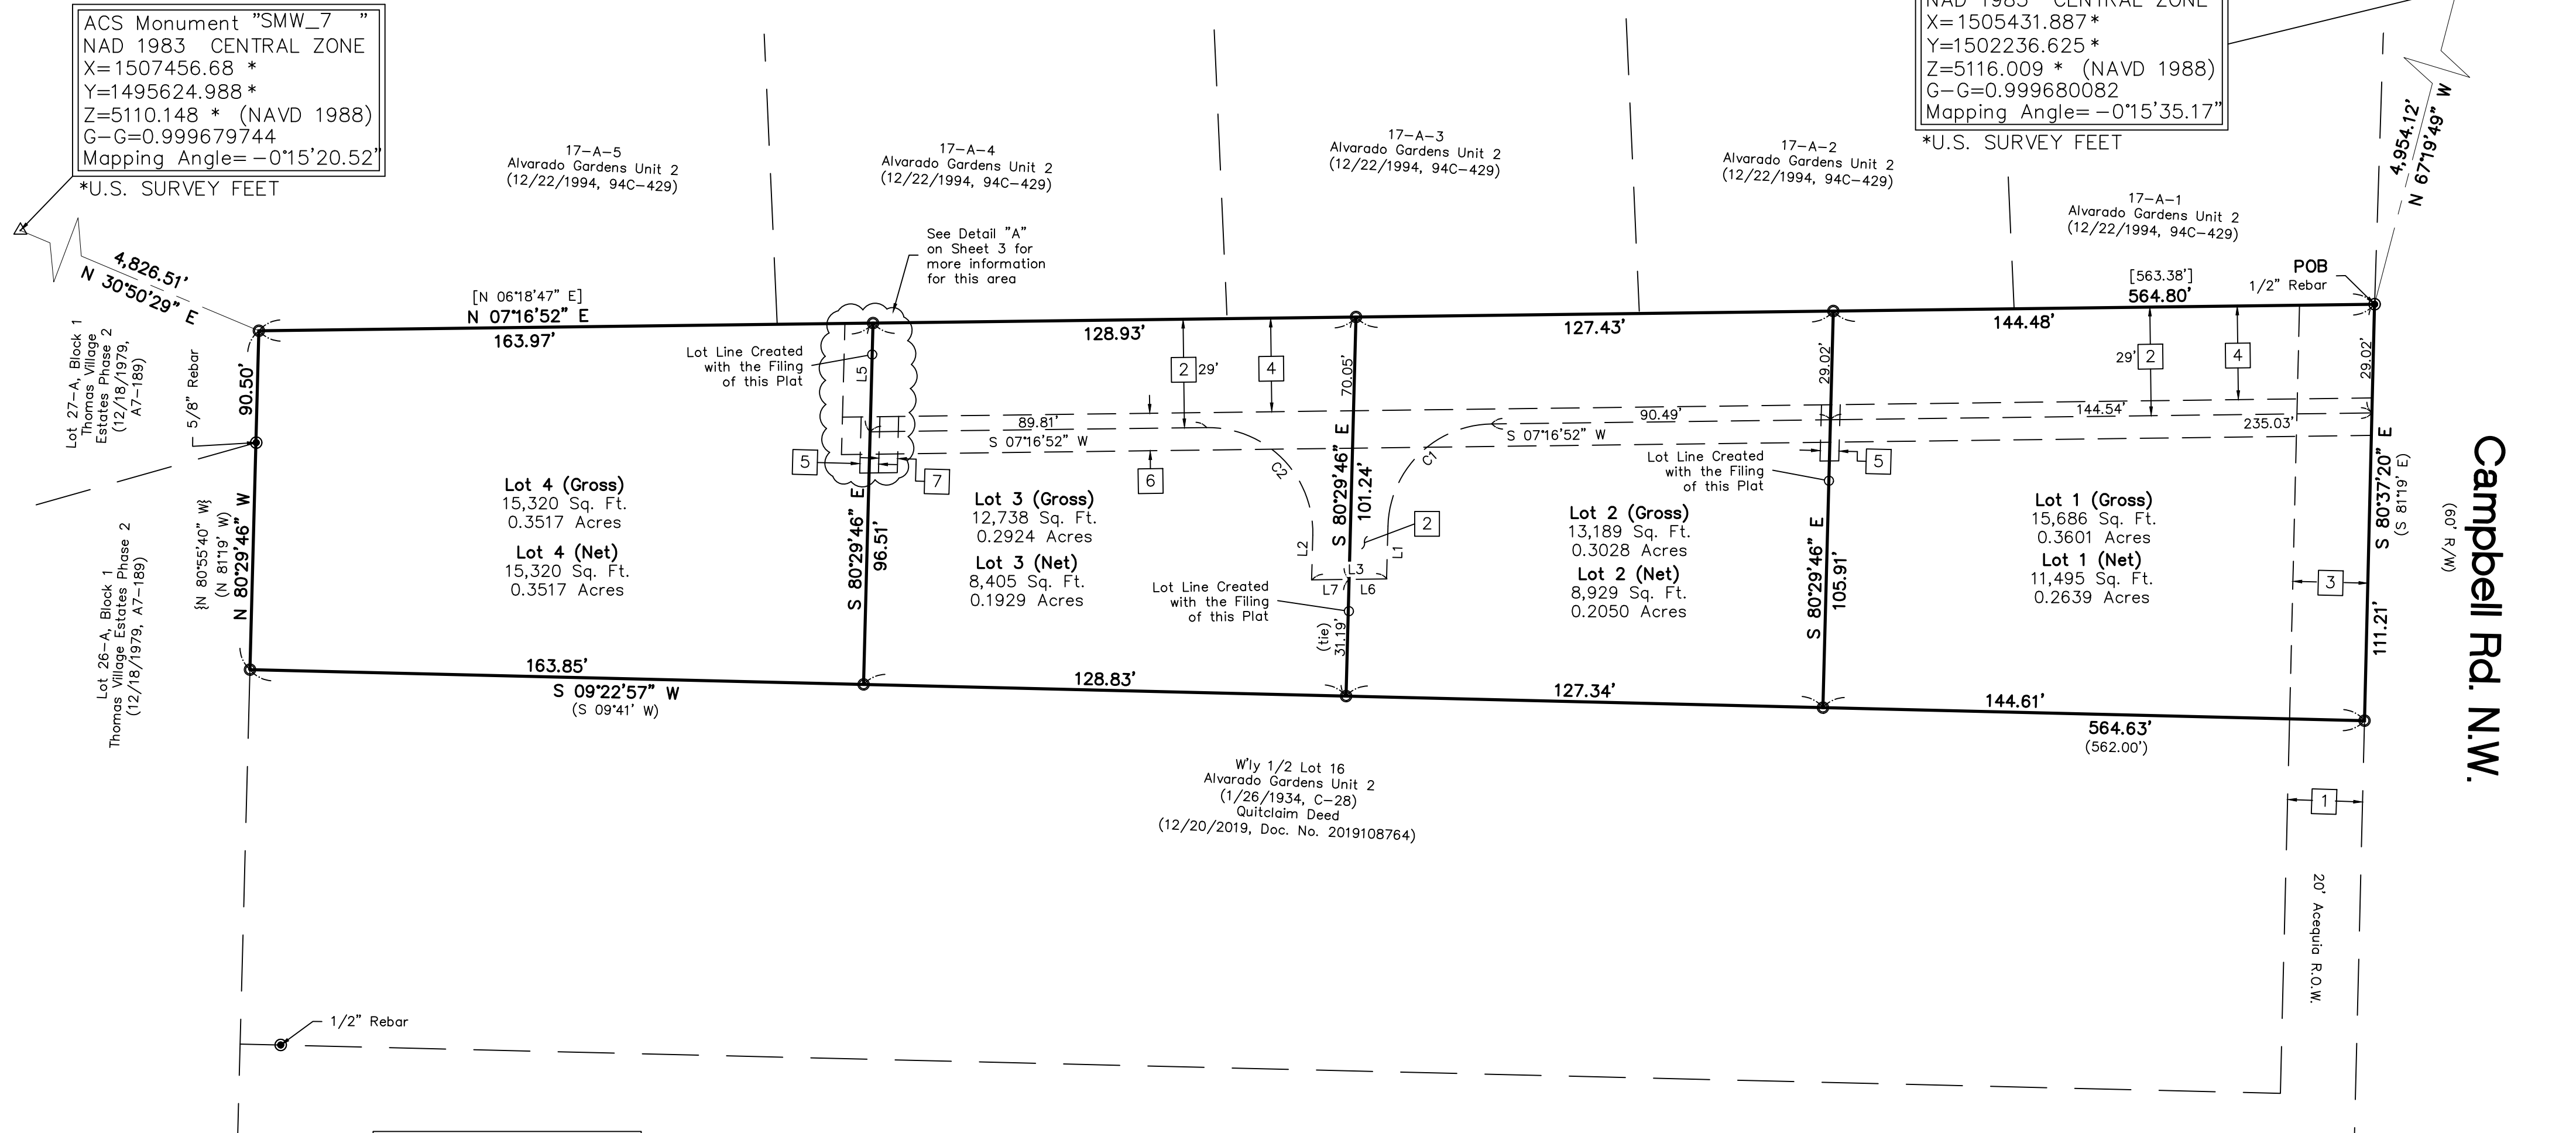 ACS Monument "SMW_7 "
NAD 1983 CENTRAL ZONE
X=1507456.68 *
Y=1495624.988 *
Z=5110.148 * (NAVD 1988)
G-G=0.999679744
Mapping Angle= -0°15'20.52"
*U.S. SURVEY FEET
NAD 1983 CENTRAL ZONE
X=1505431.887*
Y=1502236.625*
Z=5116.009 * (NAVD 1988)
G-G=0.999680082
Mapping Angle= -0°15'35.17"
*U.S. SURVEY FEET
4,954.12'
N 67°19'49" W
17-A-5
Alvarado Gardens Unit 2
(12/22/1994, 94C-429)
17-A-4
Alvarado Gardens Unit 2
(12/22/1994, 94C-429)
17-A-3
Alvarado Gardens Unit 2
(12/22/1994, 94C-429)
17-A-2
Alvarado Gardens Unit 2
(12/22/1994, 94C-429)
17-A-1
Alvarado Gardens Unit 2
(12/22/1994, 94C-429)
See Detail "A"
on Sheet 3 for
more information
for this area
4,826.51'
N 30°50'29" E
[N 06°18'47" E]
N 07°16'52" E
163.97'
128.93'
127.43'
144.48'
[563.38']
564.80'
POB
1/2" Rebar
Lot 27-A, Block 1
Thomas Village
Estates Phase 2
(12/18/1979,
A7-189)
5/8" Rebar
90.50'
Lot Line Created
with the Filing
of this Plat
L5
2
29'
4
70.05'
29.02'
29'
2
4
29.02'
89.81'
S 07°16'52" W
90.49'
S 07°16'52" W
144.54'
235.03'
5
7
6
C2
C1
Lot Line Created
with the Filing
of this Plat
5
S 80°37'20" E
(S 81°19' E)
Campbell Rd. N.W.
(60' R/W)
Lot 4 (Gross)
15,320 Sq. Ft.
0.3517 Acres
Lot 4 (Net)
15,320 Sq. Ft.
0.3517 Acres
S 80°29'46" E
96.51'
Lot 3 (Gross)
12,738 Sq. Ft.
0.2924 Acres
Lot 3 (Net)
8,405 Sq. Ft.
0.1929 Acres
S 80°29'46" E
101.24'
2
L2
L1
L3
L7
L6
Lot Line Created
with the Filing
of this Plat
(tie)
31.19'
Lot 2 (Gross)
13,189 Sq. Ft.
0.3028 Acres
Lot 2 (Net)
8,929 Sq. Ft.
0.2050 Acres
S 80°29'46" E
105.91'
Lot 1 (Gross)
15,686 Sq. Ft.
0.3601 Acres
Lot 1 (Net)
11,495 Sq. Ft.
0.2639 Acres
3
111.21'
{N 80°55'40" W}
(N 81°19' W)
N 80°29'46" W
Lot 26-A, Block 1
Thomas Village Estates Phase 2
(12/18/1979, A7-189)
163.85'
S 09°22'57" W
(S 09°41' W)
128.83'
127.34'
144.61'
564.63'
(562.00')
W'ly 1/2 Lot 16
Alvarado Gardens Unit 2
(1/26/1934, C-28)
Quitclaim Deed
(12/20/2019, Doc. No. 2019108764)
1
20' Acequia R.O.W.
1/2" Rebar